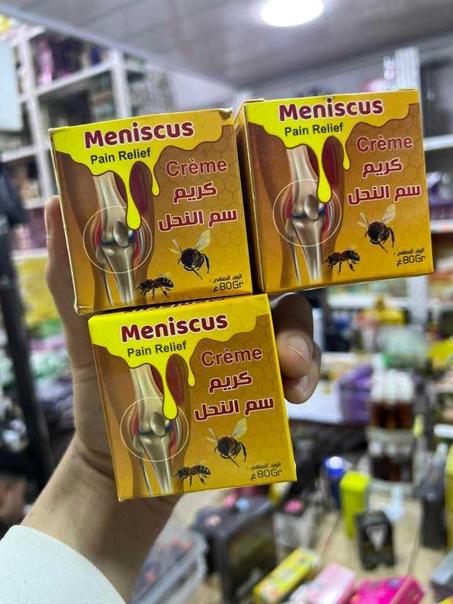 Meniscus
Pain Relief
Crème
كريم
سم النحل
الوزن الصافي
80Gr غ
Meniscus
Pain Relief
Crème
كريم
سم النحل
الوزن الصافي
80Gr غ
Meniscus
Pain Relief
Crème
كريم
سم النحل
الوزن الصافي
80Gr غ